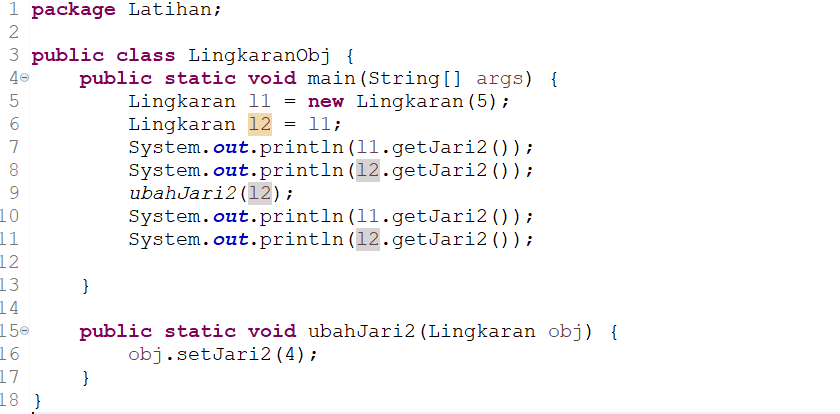 1 package Latihan;
2
3 public class LingkaranObj {
4 public static void main(String[] args) {
5 Lingkaran l1 = new Lingkaran(5);
6 Lingkaran l2 = l1;
7 System.out.println(l1.getJari2());
8 System.out.println(l2.getJari2());
9 ubahJari2(l2);
10 System.out.println(l1.getJari2());
11 System.out.println(l2.getJari2());
12
13 }
14
15 public static void ubahJari2(Lingkaran obj) {
16 obj.setJari2(4);
17 }
18 }